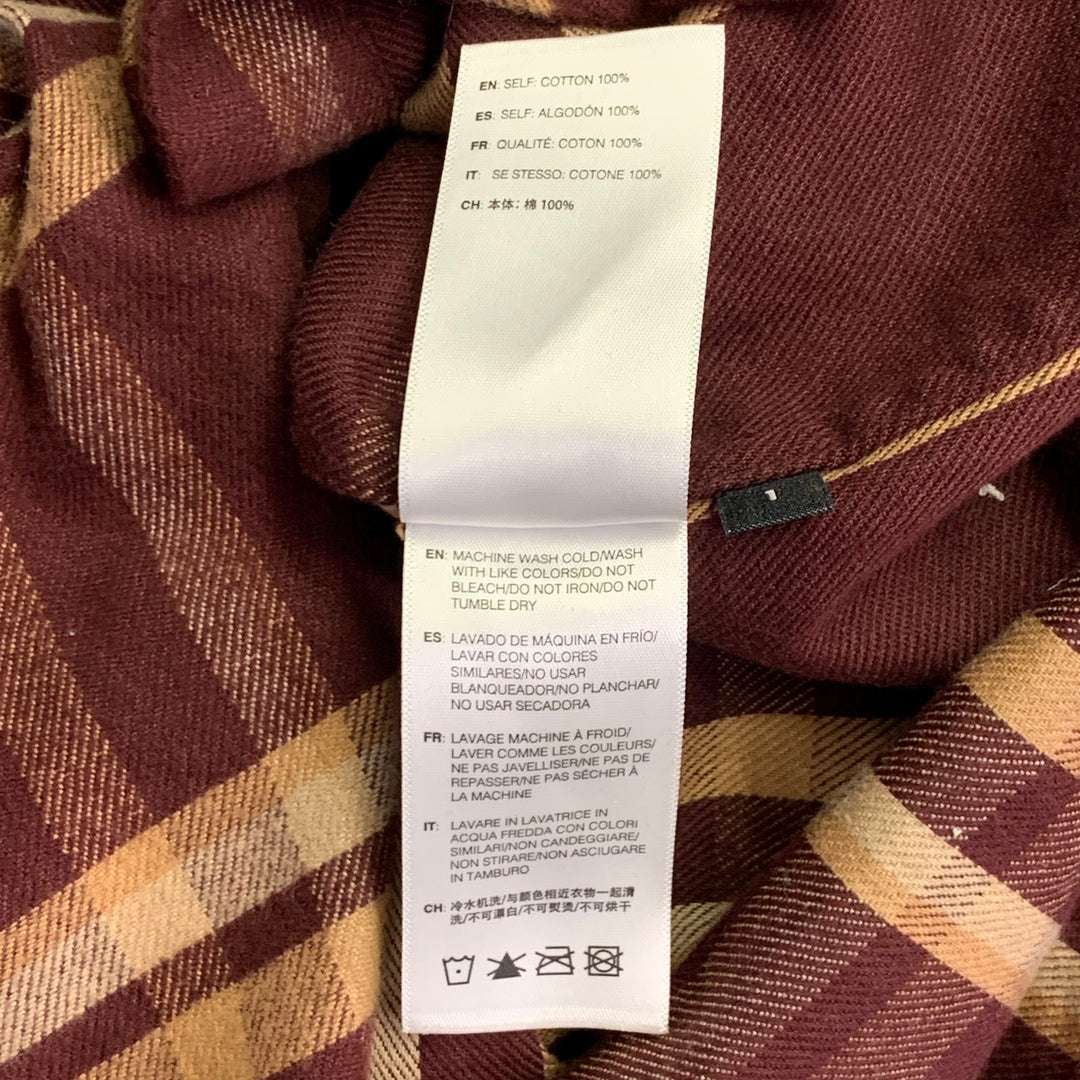 EN: SELF: COTTON 100%
ES: SELF: ALGODÓN 100%
FR: QUALITÉ: COTON 100%
IT: SE STESSO: COTONE 100%
CH: 本体: 棉 100%
1
EN: MACHINE WASH COLD/WASH
WITH LIKE COLORS/DO NOT
BLEACH/DO NOT IRON/DO NOT
TUMBLE DRY
ES: LAVADO DE MÁQUINA EN FRÍO/
LAVAR CON COLORES
SIMILARES/NO USAR
BLANQUEADOR/NO PLANCHAR/
NO USAR SECADORA
FR: LAVAGE MACHINE À FROID/
LAVER COMME LES COULEURS/
NE PAS JAVELLISER/NE PAS DE
REPASSER/NE PAS SÉCHER À
LA MACHINE
IT: LAVARE IN LAVATRICE IN
ACQUA FREDDA CON COLORI
SIMILARI/NON CANDEGGIARE/
NON STIRARE/NON ASCIUGARE
IN TAMBURO
CH: 冷水机洗/与颜色相近衣物一起清
洗/不可漂白/不可熨烫/不可烘干